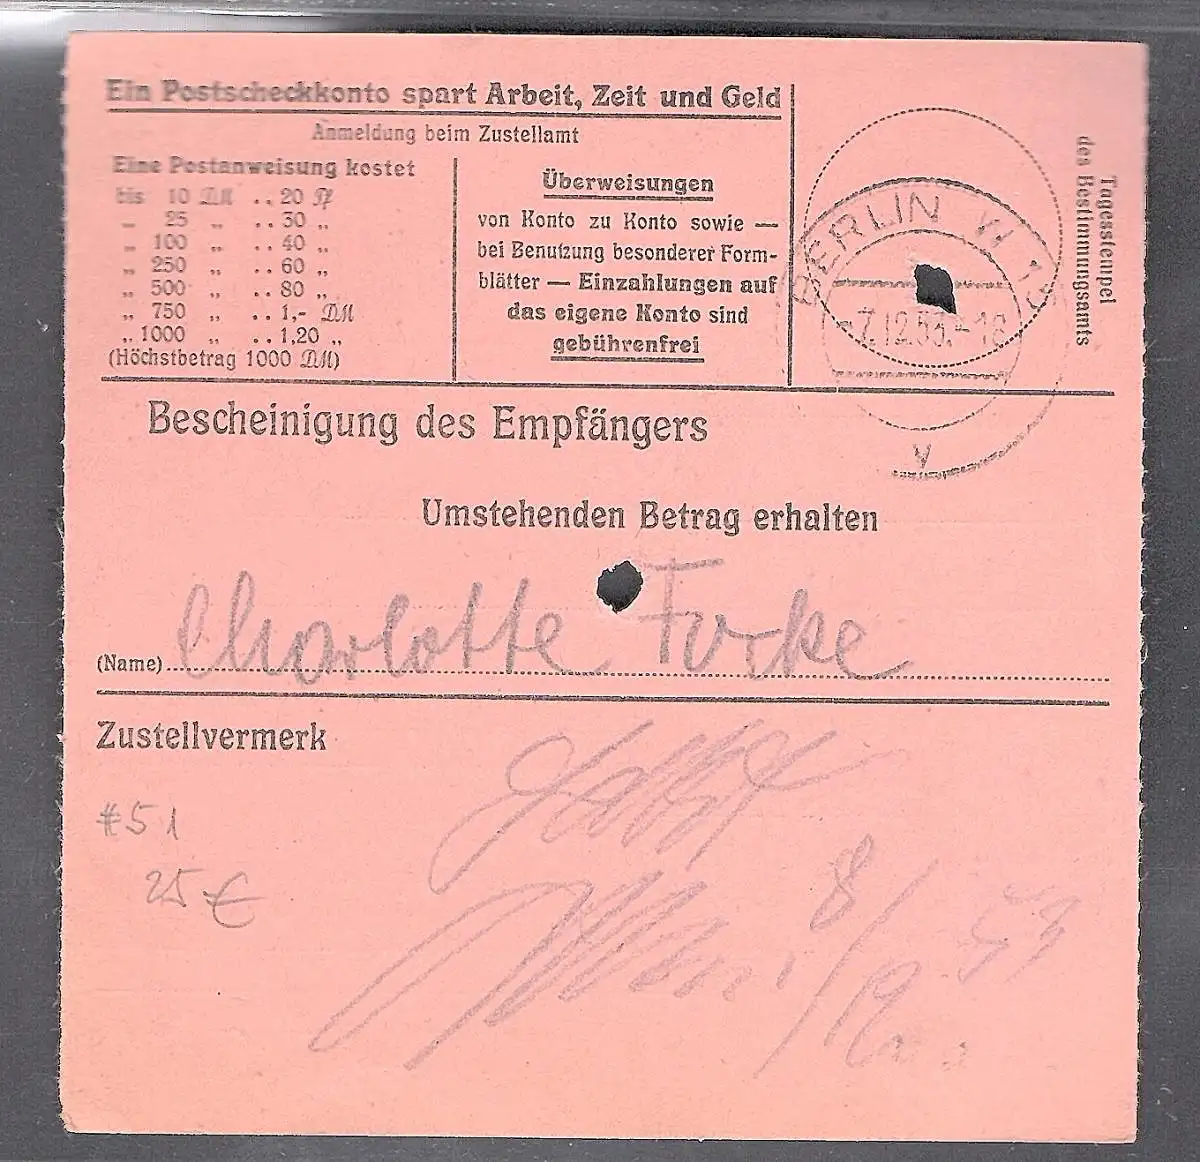 Ein Postscheckkonto spart Arbeit, Zeit und Geld
Anmeldung beim Zustellamt
Eine Postanweisung kostet
bis 10 DM .. 20 Pf
„ 25 „ .. 30 „
„ 100 „ .. 40 „
„ 250 „ .. 60 „
„ 500 „ .. 80 „
„ 750 „ .. 1,- DM
„ 1000 „ .. 1,20 „
(Höchstbetrag 1000 DM)
Überweisungen
von Konto zu Konto sowie —
bei Benutzung besonderer Form-
blätter — Einzahlungen auf
das eigene Konto sind
gebührenfrei
BERLIN W 15
-7.12.53.-18
v
Tagesstempel
des Bestimmungsamts
Bescheinigung des Empfängers
Umstehenden Betrag erhalten
(Name) Charlotte Furke
Zustellvermerk
#51
25 €
8/